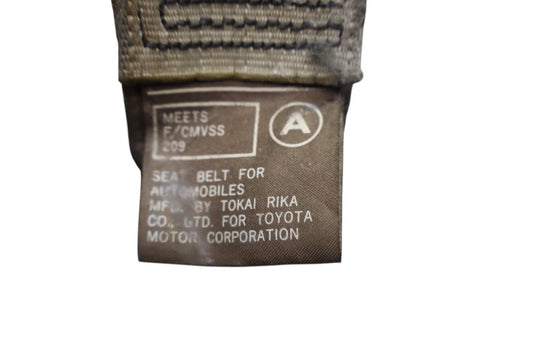 MEETS
F/CMVSS
209
A
SEAT BELT FOR
AUTOMOBILES
MFD. BY TOKAI RIKA
CO., LTD. FOR TOYOTA
MOTOR CORPORATION